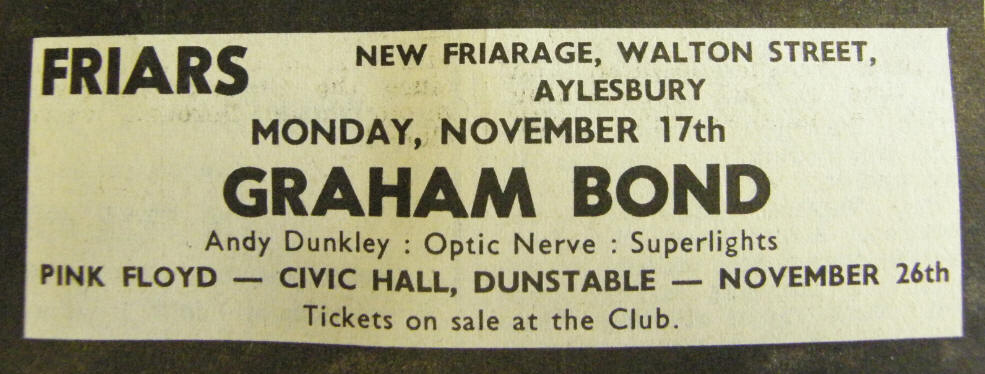 FRIARS NEW FRIARAGE, WALTON STREET,
AYLESBURY
MONDAY, NOVEMBER 17th
GRAHAM BOND
Andy Dunkley : Optic Nerve : Superlights
PINK FLOYD — CIVIC HALL, DUNSTABLE — NOVEMBER 26th
Tickets on sale at the Club.